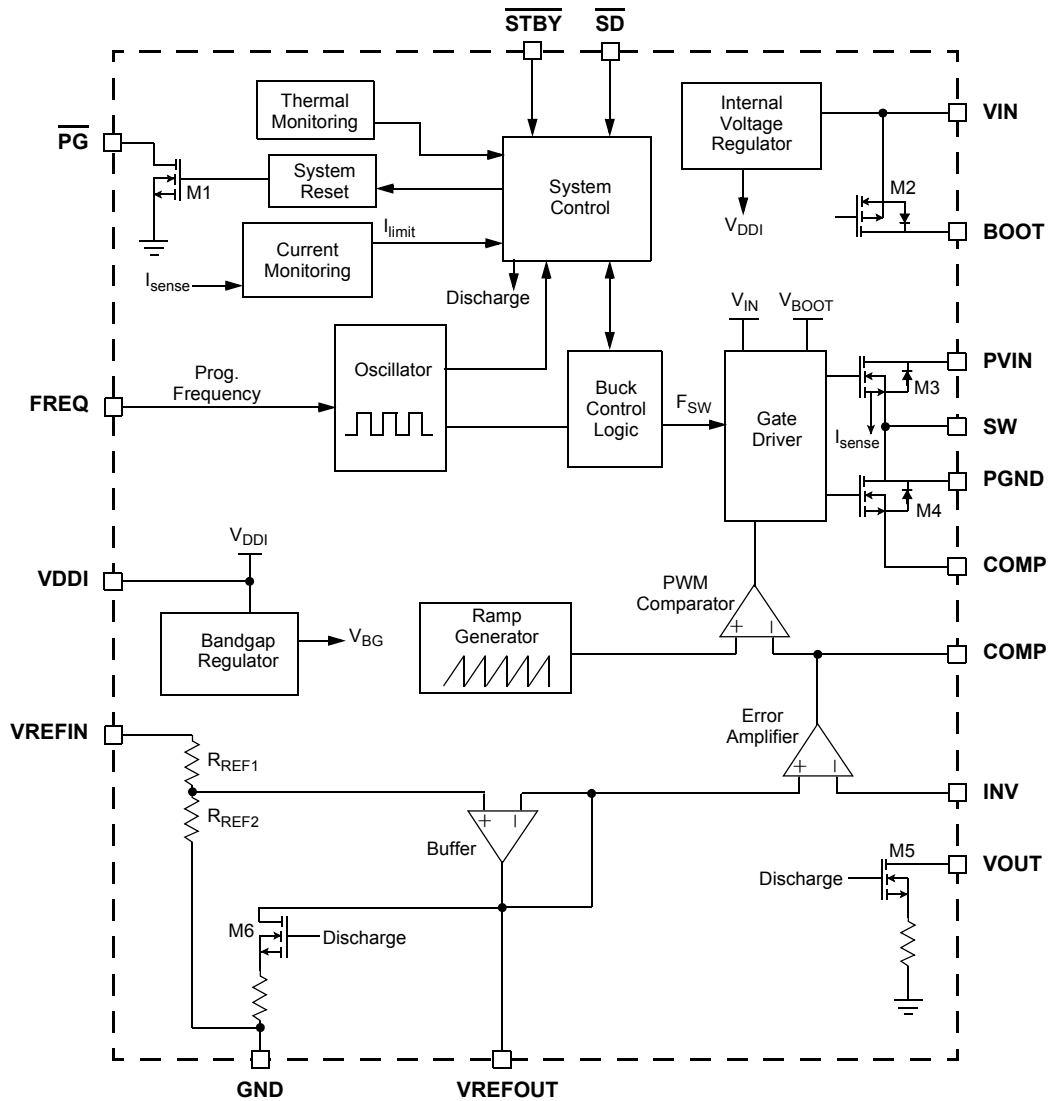 STBY
SD
Thermal
Monitoring
Internal
Voltage
Regulator
VIN
PG
M1
System
Reset
System
Control
M2
VDDI
BOOT
Ilimit
Current
Monitoring
Isense
Discharge
VIN
VBOOT
Prog.
Frequency
FREQ
Oscillator
Buck
Control
Logic
FSW
Gate
Driver
PVIN
M3
Isense
SW
PGND
M4
VDDI
VDDI
COMP
PWM
Comparator
Bandgap
Regulator
VBG
Ramp
Generator
+ –
COMP
VREFIN
RREF1
Error
Amplifier
+ –
INV
RREF2
+ –
Buffer
M5
VOUT
Discharge
M6
Discharge
GND
VREFOUT